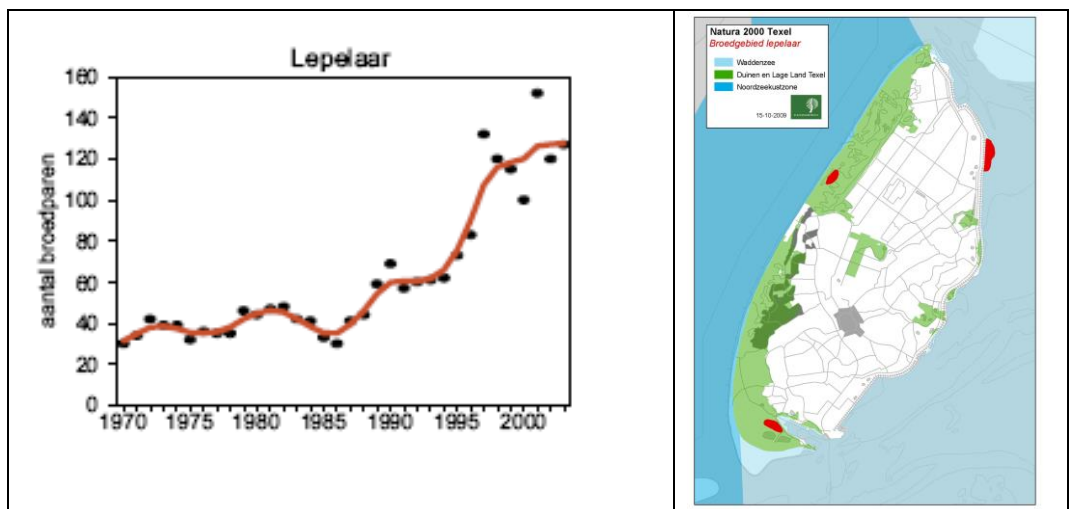 Lepelaar
aantal broedparen
160
140
120
100
80
60
40
20
0
1970 1975 1980 1985 1990 1995 2000
Natura 2000 Texel
Broedgebied lepelaar
Waddenzee
Duinen en Lage Land Texel
Noordzeekustzone
15-10-2009